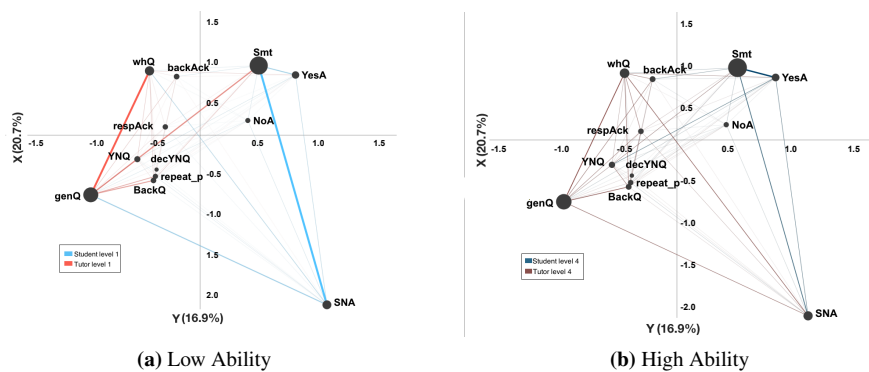 1.5
Smt
whQ
backAck
YesA
1.0
0.5
respAck
NoA
-1.0
-0.5
0.5
1.0
1.5
YNQ
decYNQ
-0.5
repeat_p
genQ
BackQ
-1.0
Student level 1
Tutor level 1
1.5
2.0
SNA
X (20.7%)
Y (16.9%)
(a) Low Ability
1.5
Smt
whQ
backAck
YesA
1.0
0.5
respAck
NoA
-1.0
-0.5
0.5
1.0
1.5
YNQ
decYNQ
-0.5
repeat_p
genQ
BackQ
-1.0
Student level 4
Tutor level 4
-1.5
-2.0
SNA
X (20.7%)
Y (16.9%)
(b) High Ability